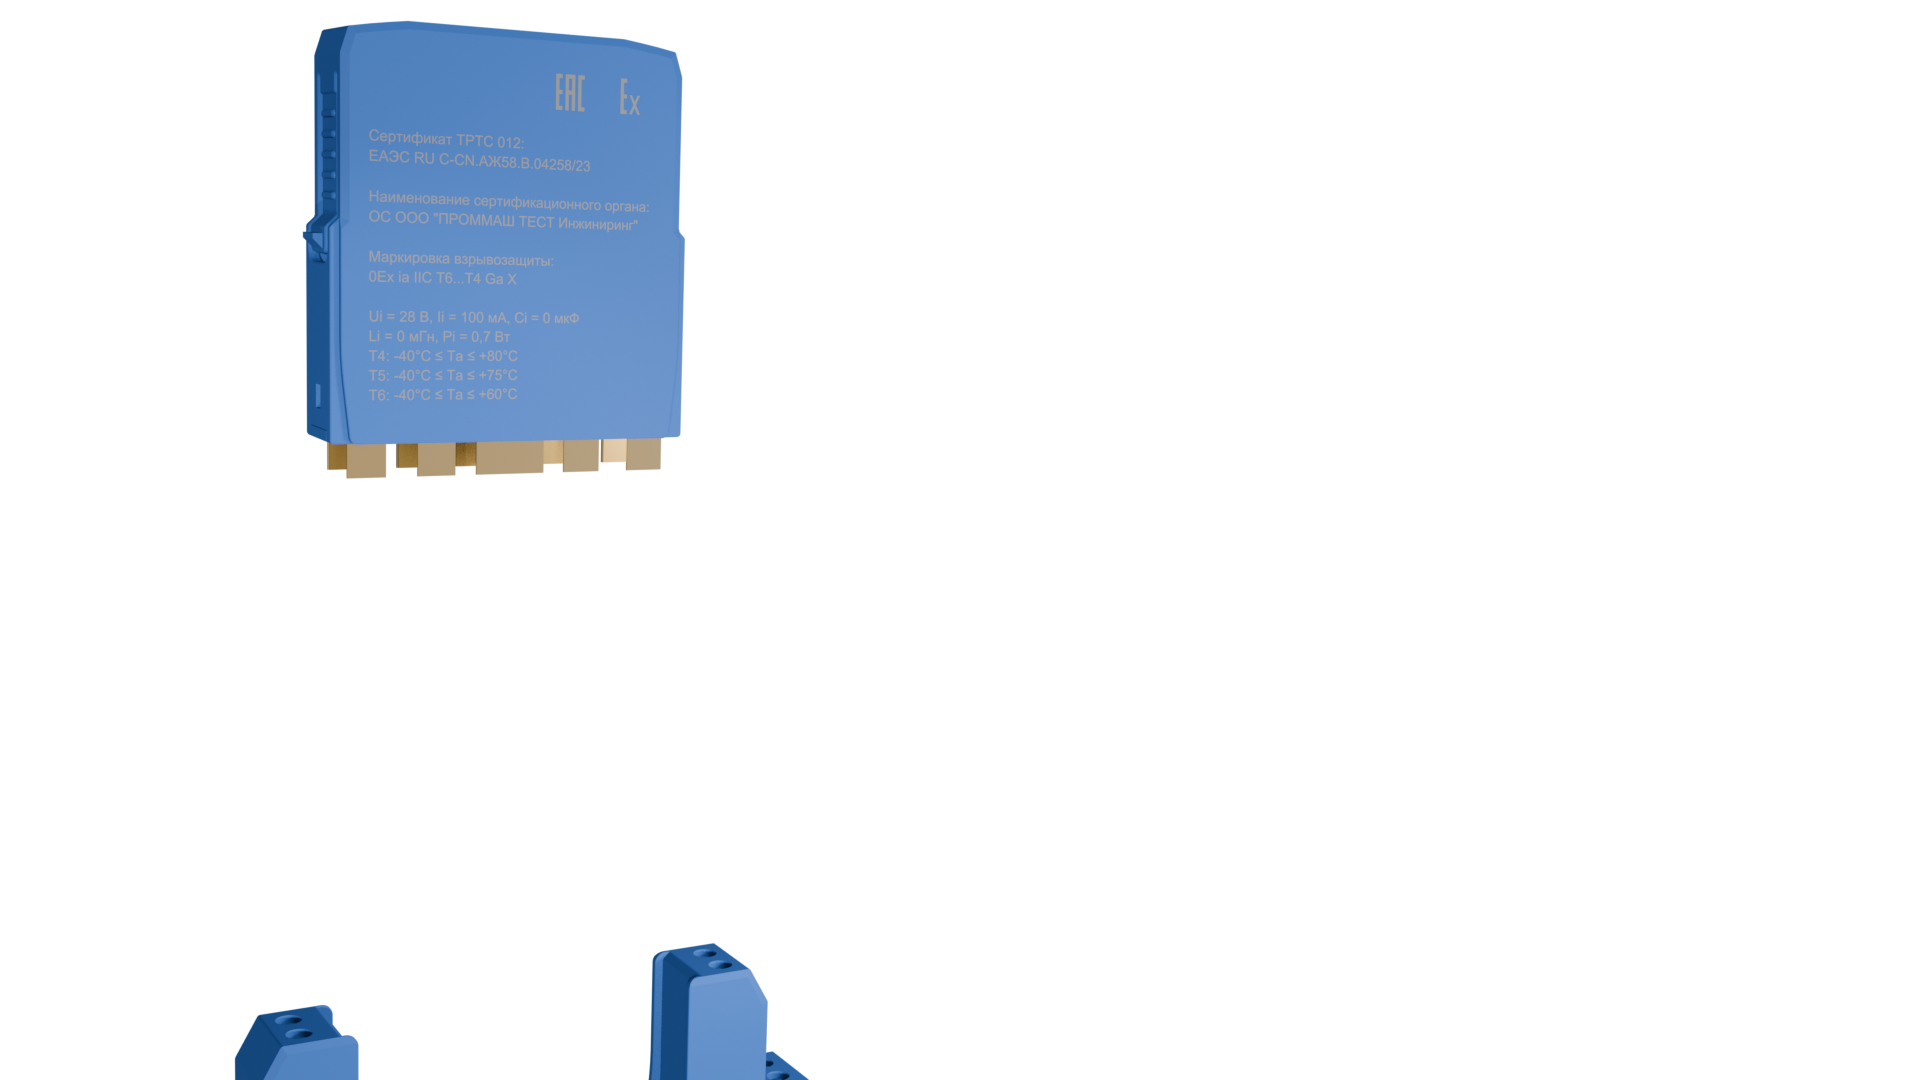 EAC Ex
Сертификат ТРТС 012:
ЕАЭС RU C-CN.АЖ58.В.04258/23
Наименование сертификационного органа:
ОС ООО "ПРОММАШ ТЕСТ Инжиниринг"
Маркировка взрывозащиты:
0Ex ia IIC T6...T4 Ga X
Ui = 28 В, Ii = 100 мА, Ci = 0 мкФ
Li = 0 мГн, Pi = 0,7 Вт
T4: -40°C ≤ Ta ≤ +80°C
T5: -40°C ≤ Ta ≤ +75°C
T6: -40°C ≤ Ta ≤ +60°C